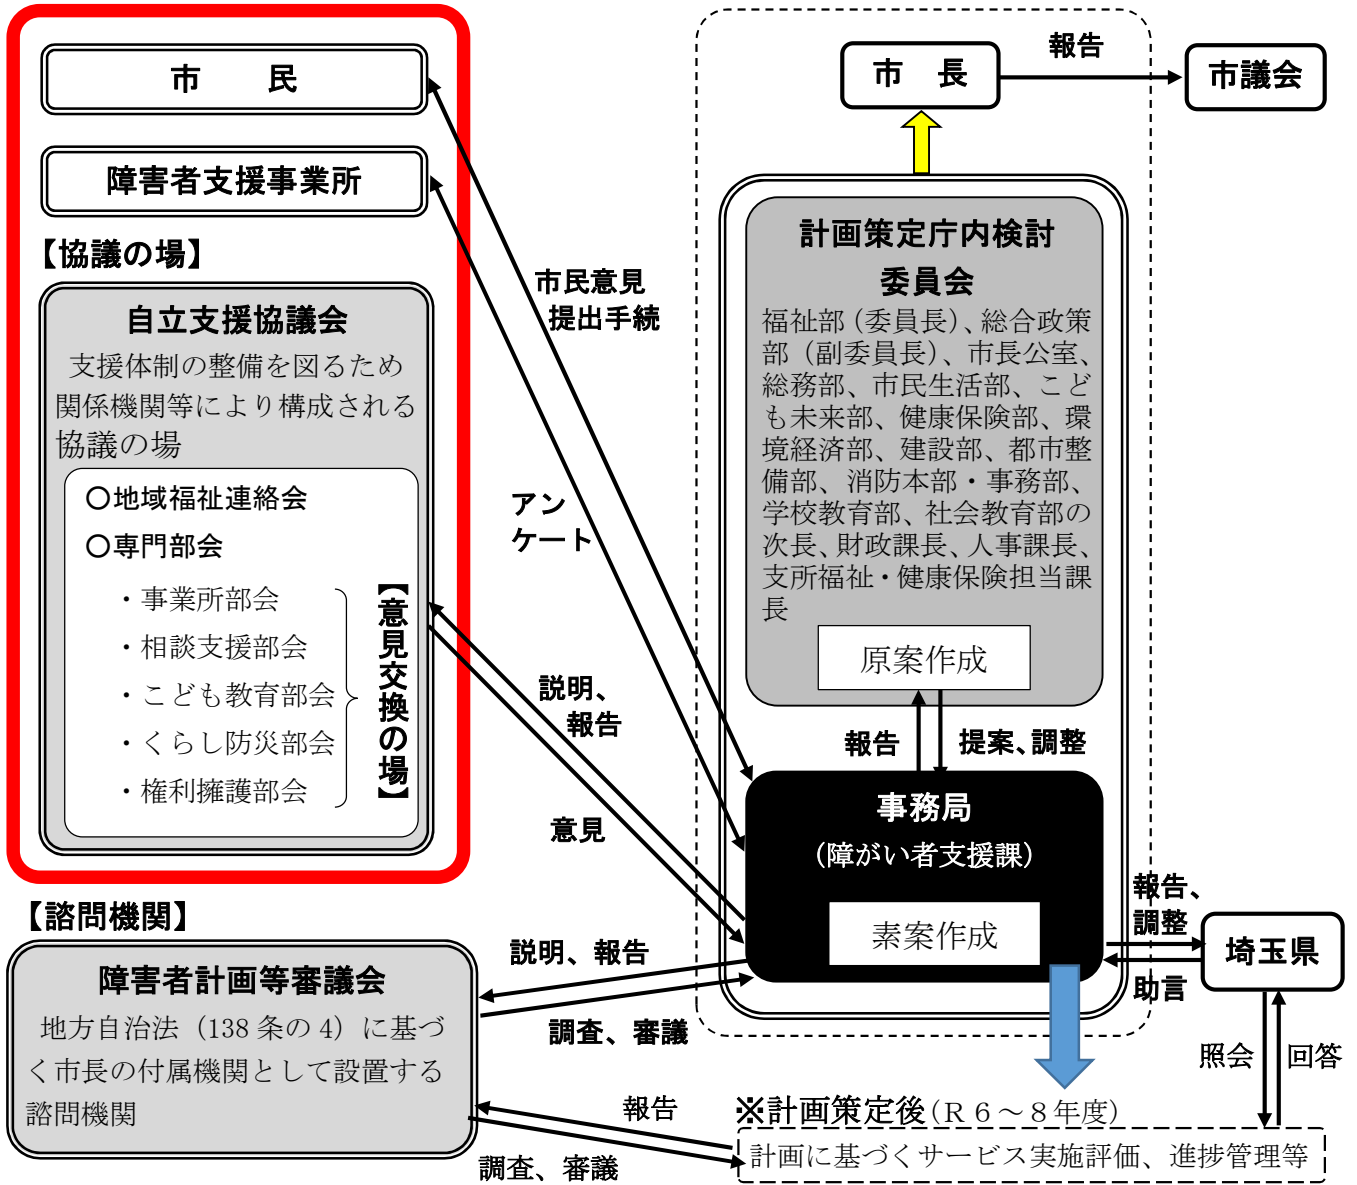 市　民
障害者支援事業所
【協議の場】
自立支援協議会
支援体制の整備を図るため
関係機関等により構成される
協議の場
〇地域福祉連絡会
〇専門部会
・事業所部会
・相談支援部会
・こども教育部会
・くらし防災部会
・権利擁護部会
【意見交換の場】
【諮問機関】
障害者計画等審議会
地方自治法（138 条の 4）に基づ
く市長の付属機関として設置する
諮問機関
市民意見
提出手続
アン
ケート
説明、
報告
意見
説明、報告
調査、審議
報告
調査、審議
市　長
報告
市議会
計画策定庁内検討
委員会
福祉部（委員長）、総合政策
部（副委員長）、市長公室、
総務部、市民生活部、こど
も未来部、健康保険部、環
境経済部、建設部、都市整
備部、消防本部・事務部、
学校教育部、社会教育部の
次長、財政課長、人事課長、
支所福祉・健康保険担当課
長
原案作成
報告
提案、調整
事務局
（障がい者支援課）
素案作成
報告、
調整
助言
埼玉県
照会
回答
※計画策定後（R６～８年度）
計画に基づくサービス実施評価、進捗管理等